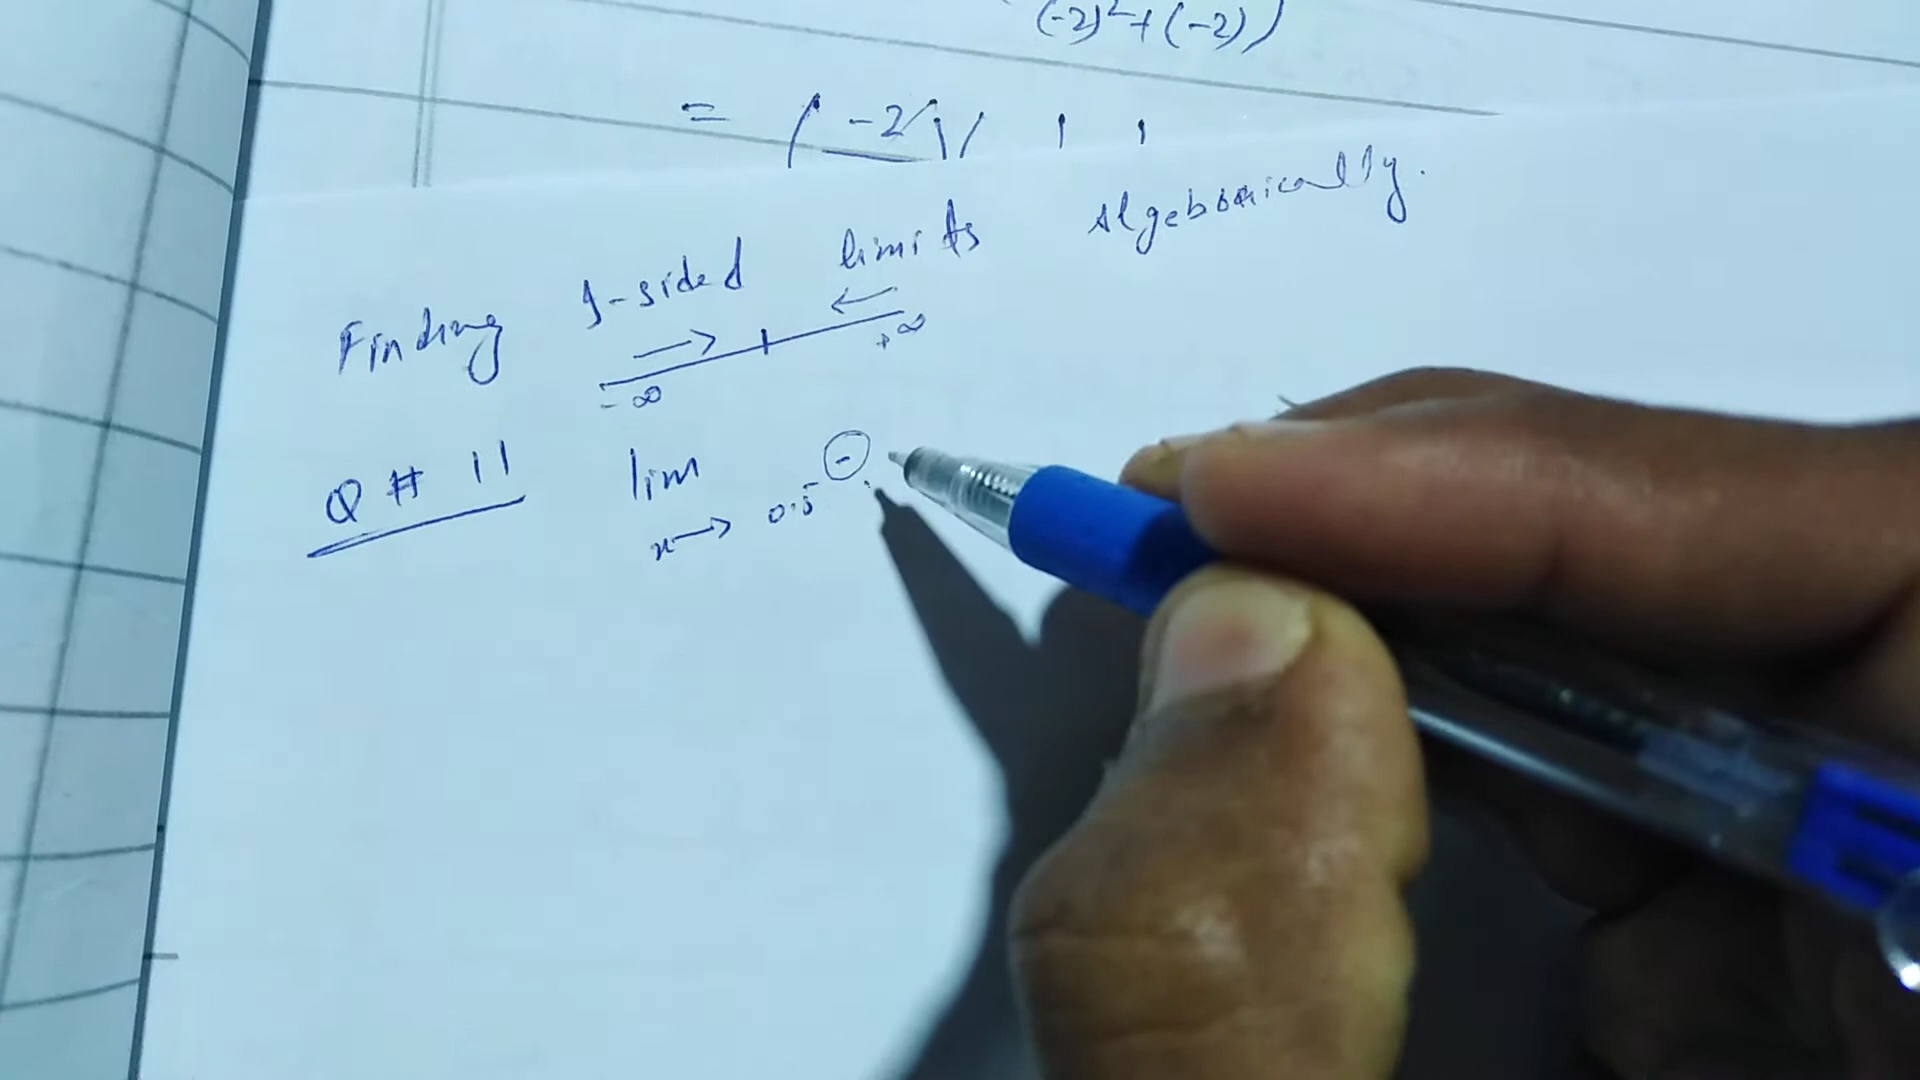 (-2)²+(-2))
= ( -2 ) (
Finding 1-sided limits Algebraically.
-∞ +∞
Q # 11 lim
x→ 0.5 -